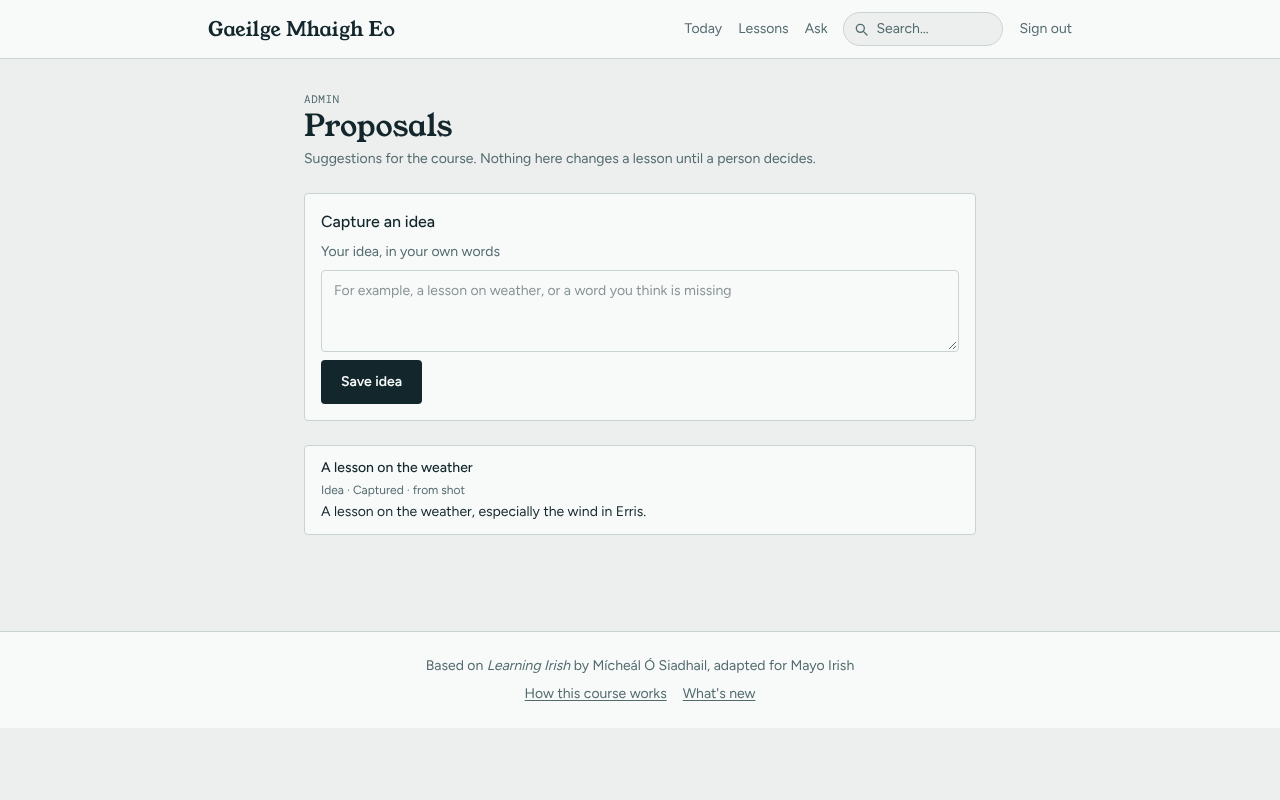 Gaeilge Mhaigh Eo
Today Lessons Ask Search... Sign out
ADMIN
Proposals
Suggestions for the course. Nothing here changes a lesson until a person decides.
Capture an idea
Your idea, in your own words
For example, a lesson on weather, or a word you think is missing
Save idea
A lesson on the weather
Idea · Captured · from shot
A lesson on the weather, especially the wind in Erris.
Based on Learning Irish by Mícheál Ó Siadhail, adapted for Mayo Irish
How this course works What's new